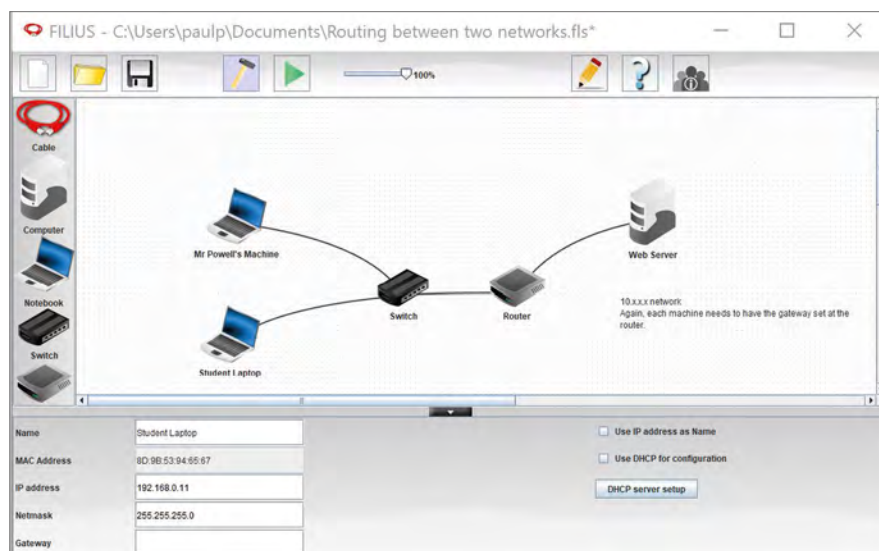 FILIUS - C:\Users\paulp\Documents\Routing between two networks.fls*
100%
Cable
Computer
Notebook
Switch
Mr Powell's Machine
Student Laptop
Switch
Router
Web Server
10.x.x.x network
Again, each machine needs to have the gateway set at the
router.
Name
Student Laptop
MAC Address
8D:9B:53:94:65:67
IP address
192.168.0.11
Netmask
255.255.255.0
Gateway
Use IP address as Name
Use DHCP for configuration
DHCP server setup